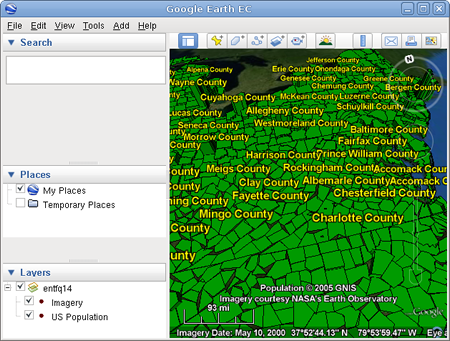 Google Earth EC
File Edit View Tools Add Help
Search
Places
My Places
Temporary Places
Layers
entfq14
Imagery
US Population
Jefferson County
Alpena County
Erie County
Onondaga County
Genesee County
Greene County
Wayne County
Chemung County
Bergen County
Cuyahoga County
McKean County
Luzerne County
Lucas County
Allegheny County
Schuylkill County
Seneca County
Westmoreland County
Baltimore County
Morrow County
Fairfax County
County
Harrison County
Prince William County
Meigs County
Rockingham County
Accomack County
County
Clay County
Albemarle County
Accomack C
ming County
Fayette County
Chesterfield County
Mingo County
Charlotte County
County
unty
N
Population © 2005 GNIS
Imagery courtesy NASA's Earth Observatory
93 mi
Google
Imagery Date: May 10, 2000 37°52'44.13" N 79°53'59.47" W Eye a